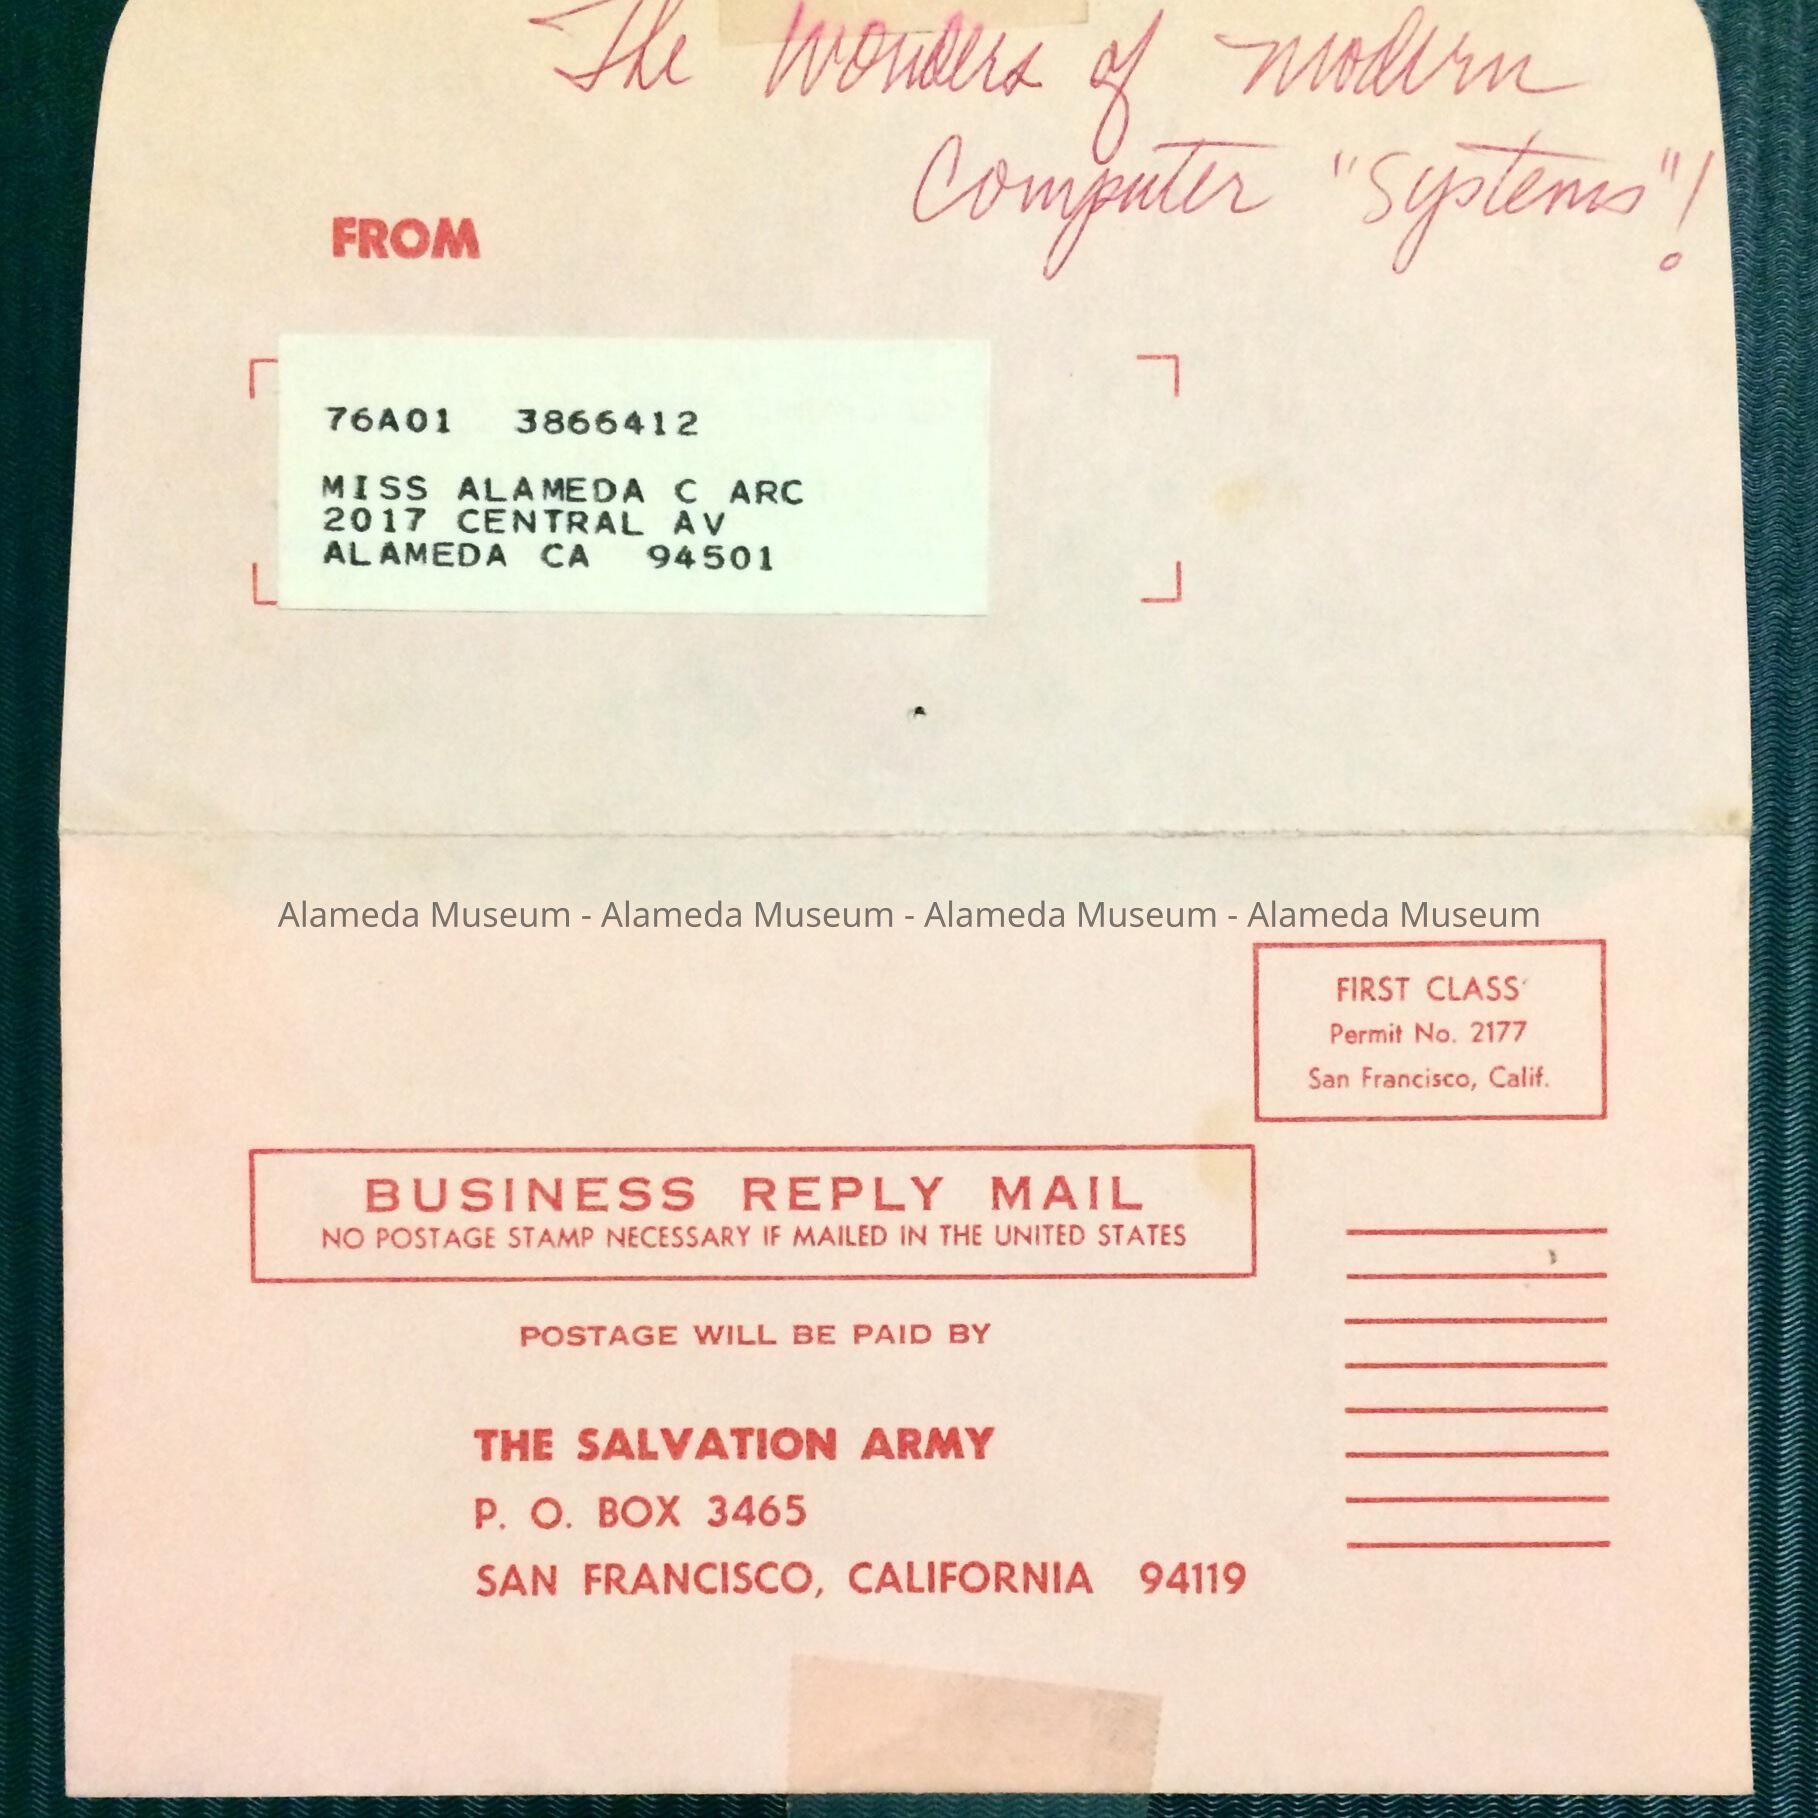 The Wonders of modern
Computer "Systems"!
FROM
76A01 3866412
MISS ALAMEDA C ARC
2017 CENTRAL AV
ALAMEDA CA 94501
Alameda Museum - Alameda Museum - Alameda Museum - Alameda Museum
FIRST CLASS
Permit No. 2177
San Francisco, Calif.
BUSINESS REPLY MAIL
NO POSTAGE STAMP NECESSARY IF MAILED IN THE UNITED STATES
POSTAGE WILL BE PAID BY
THE SALVATION ARMY
P. O. BOX 3465
SAN FRANCISCO, CALIFORNIA 94119